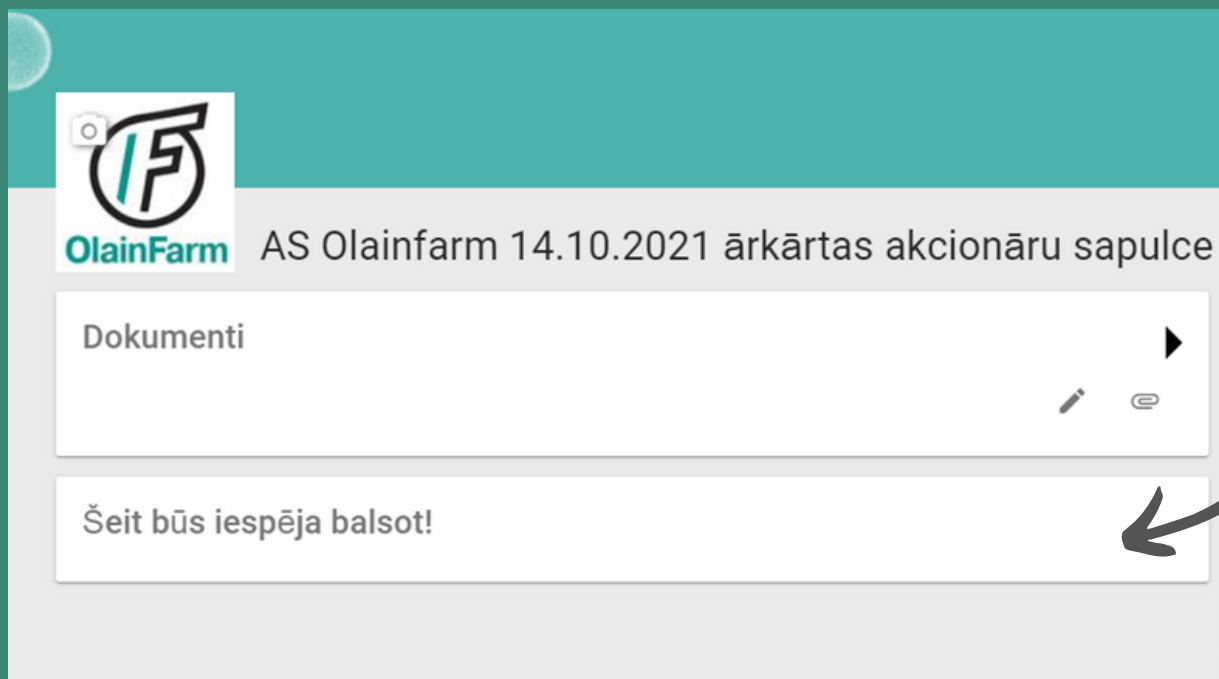 OlainFarm
AS Olainfarm 14.10.2021 ārkārtas akcionāru sapulce
Dokumenti
Šeit būs iespēja balsot!